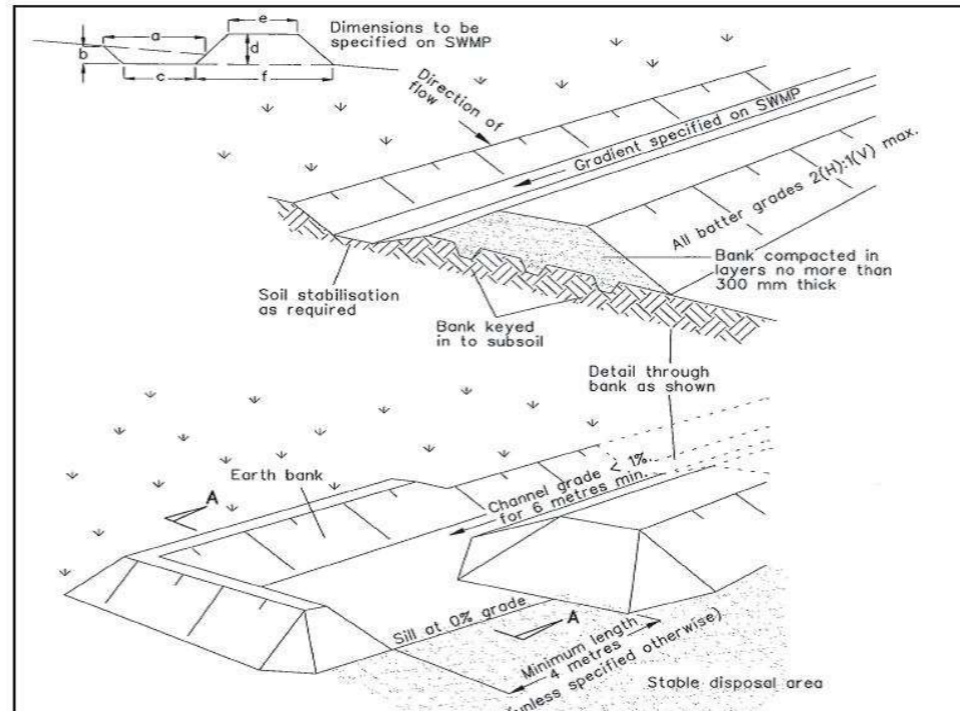 e
Dimensions to be
specified on SWMP
a
b
d
c
f
Direction of
flow
Gradient specified on SWMP
All batter grades 2(H):1(V) max.
Bank compacted in
layers no more than
300 mm thick
Soil stabilisation
as required
Bank keyed
in to subsoil
Detail through
bank as shown
Earth bank
A
Channel grade < 1%
for 6 metres min.
Sill at 0% grade
A
Minimum length
4 metres
(unless specified otherwise)
Stable disposal area